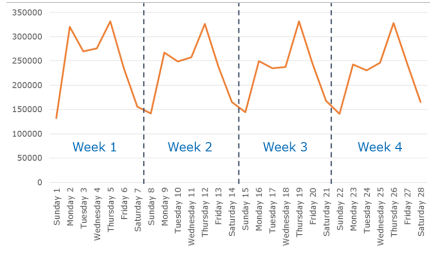 350000
300000
250000
200000
150000
100000
50000
0
Week 1
Week 2
Week 3
Week 4
Sunday 1
Monday 2
Tuesday 3
Wednesday 4
Thursday 5
Friday 6
Saturday 7
Sunday 8
Monday 9
Tuesday 10
Wednesday 11
Thursday 12
Friday 13
Saturday 14
Sunday 15
Monday 16
Tuesday 17
Wednesday 18
Thursday 19
Friday 20
Saturday 21
Sunday 22
Monday 23
Tuesday 24
Wednesday 25
Thursday 26
Friday 27
Saturday 28